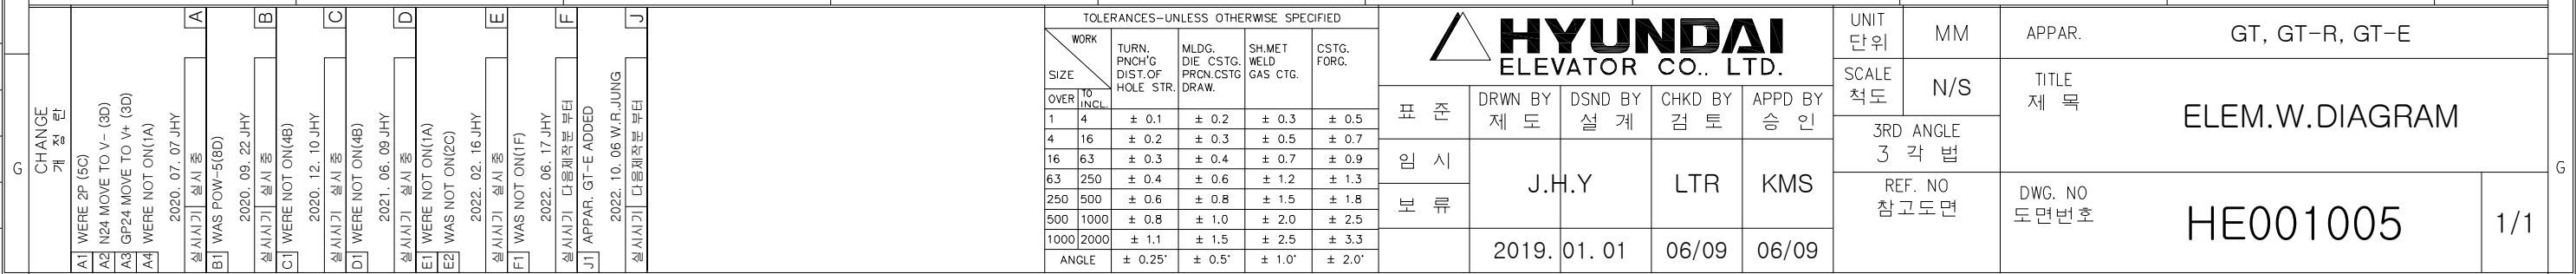 G
CHANGE
개 정 란
A1 WERE 2P (5C)
A2 N24 MOVE TO V- (3D)
A3 GP24 MOVE TO V+ (3D)
A4 WERE NOT ON(1A)
2020. 07. 07 JHY
실시시기 실시 중 A
B1 WAS POW-5(8D)
2020. 09. 22 JHY
실시시기 실시 중 B
C1 WERE NOT ON(4B)
2020. 12. 10 JHY
실시시기 실시 중 C
D1 WERE NOT ON(4B)
2021. 06. 09 JHY
실시시기 실시 중 D
E1 WERE NOT ON(1A)
E2 WAS NOT ON(2C)
2022. 02. 16 JHY
실시시기 실시 중 E
F1 WAS NOT ON(1F)
2022. 06. 17 JHY
실시시기 다음제작분 부터 F
J1 APPAR. GT-E ADDED
2022. 10. 06 W.R.JUNG
실시시기 다음제작분 부터 J
TOLERANCES-UNLESS OTHERWISE SPECIFIED
WORK
SIZE
OVER TO INCL.
TURN.
PNCH'G
DIST.OF
HOLE STR.
MLDG.
DIE CSTG.
PRCN.CSTG
DRAW.
SH.MET
WELD
GAS CTG.
CSTG.
FORG.
1 4 ± 0.1 ± 0.2 ± 0.3 ± 0.5
4 16 ± 0.2 ± 0.3 ± 0.5 ± 0.7
16 63 ± 0.3 ± 0.4 ± 0.7 ± 0.9
63 250 ± 0.4 ± 0.6 ± 1.2 ± 1.3
250 500 ± 0.6 ± 0.8 ± 1.5 ± 1.8
500 1000 ± 0.8 ± 1.0 ± 2.0 ± 2.5
1000 2000 ± 1.1 ± 1.5 ± 2.5 ± 3.3
ANGLE ± 0.25° ± 0.5° ± 1.0° ± 2.0°
HYUNDAI
ELEVATOR CO.. LTD.
표 준
임 시
보 류
DRWN BY
제 도
DSND BY
설 계
CHKD BY
검 토
APPD BY
승 인
J.H.Y LTR KMS
2019. 01. 01 06/09 06/09
UNIT
단위
MM
SCALE
척도
N/S
3RD ANGLE
3 각 법
REF. NO
참고도면
APPAR. GT, GT-R, GT-E
TITLE
제 목
ELEM.W.DIAGRAM
DWG. NO
도면번호
HE001005
1/1
G